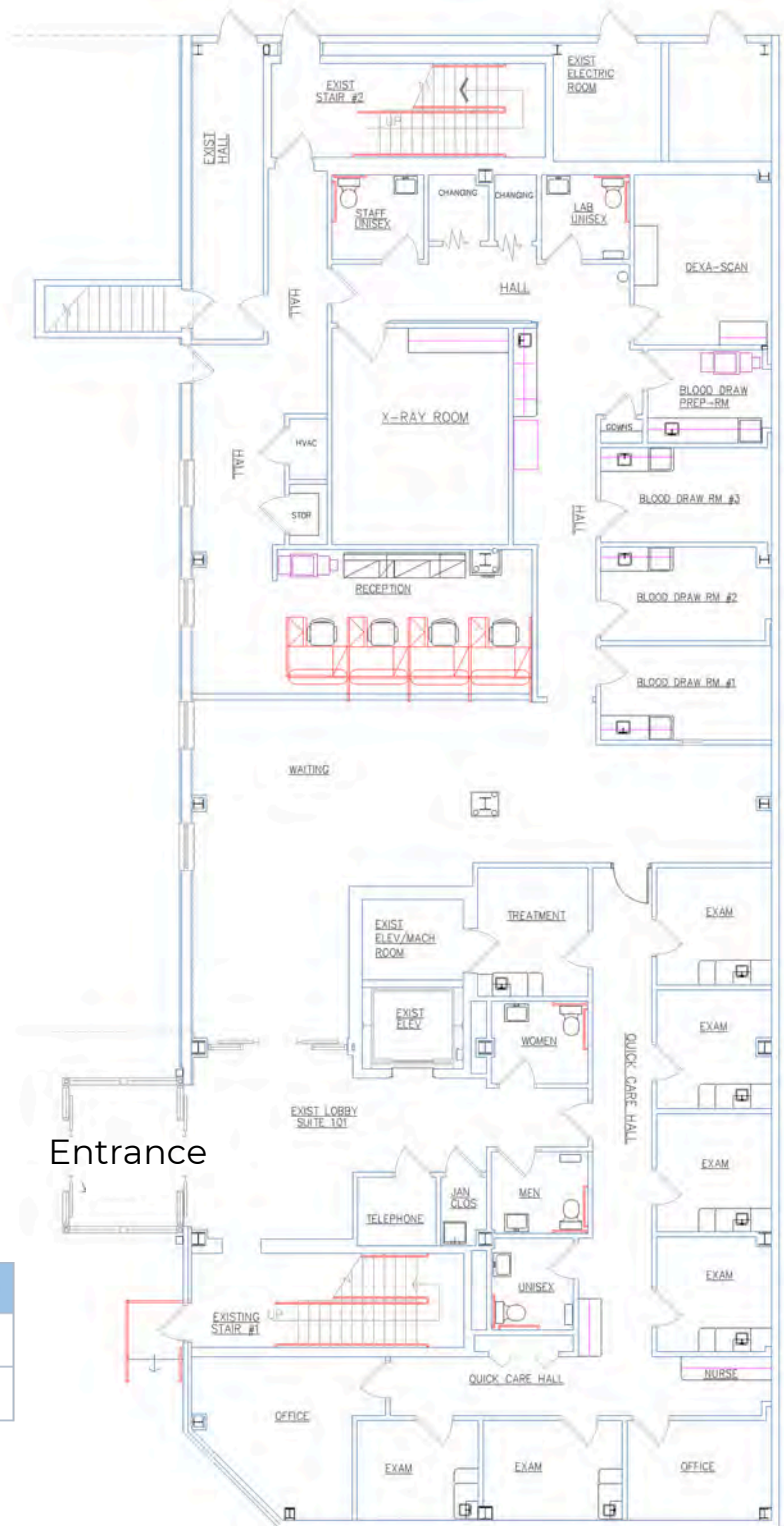 EXIST
ELECTRIC
ROOM
EXIST
STAIR #2
UP
EXIST
HALL
CHANGING
CHANGING
STAFF
UNISEX
LAB
UNISEX
DEXA-SCAN
HALL
HALL
BLOOD DRAW
PREP-RM
X-RAY ROOM
GOWNS
HVAC
HALL
BLOOD DRAW RM #3
STOR
HALL
RECEPTION
BLOOD DRAW RM #2
BLOOD DRAW RM #1
WAITING
TREATMENT
EXAM
EXIST
ELEV/MACH
ROOM
EXIST
ELEV
WOMEN
EXAM
QUICK CARE HALL
EXIST LOBBY
SUITE 101
Entrance
EXAM
JAN
CLOS
MEN
TELEPHONE
EXAM
UNISEX
EXISTING
STAIR #1
UP
NURSE
QUICK CARE HALL
OFFICE
EXAM
EXAM
OFFICE